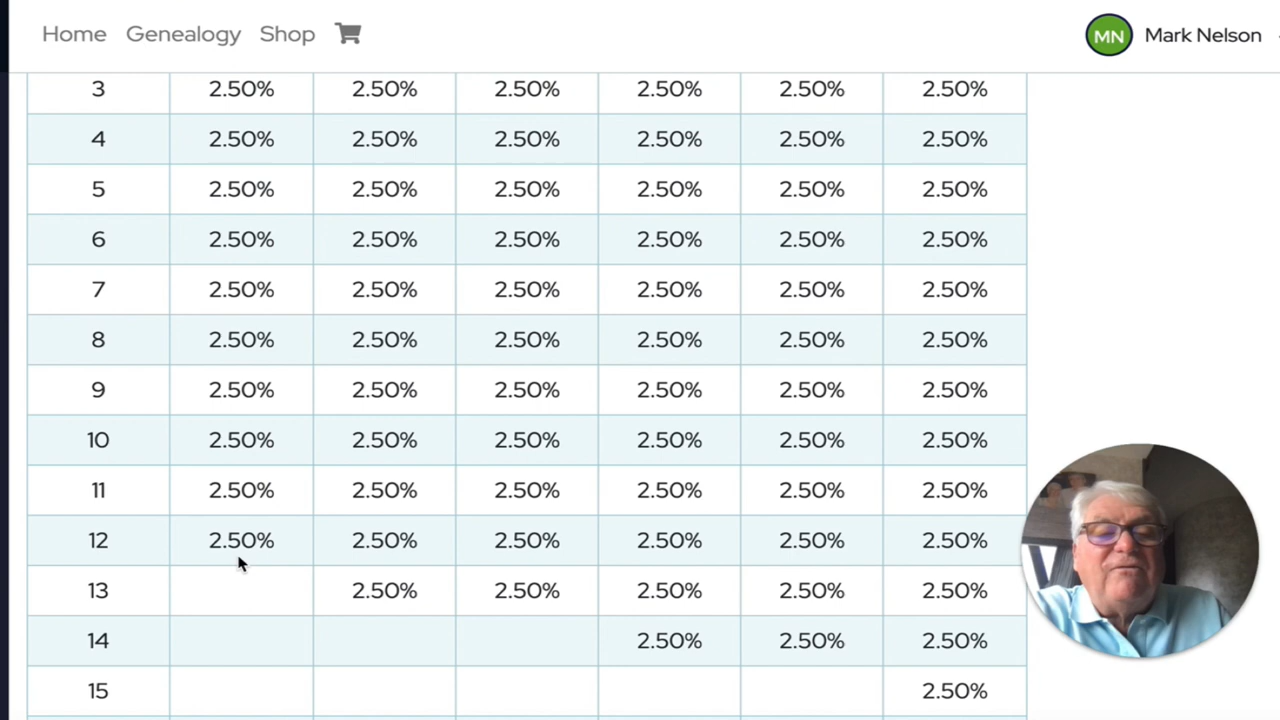 Home Genealogy Shop MN Mark Nelson
3 2.50% 2.50% 2.50% 2.50% 2.50% 2.50%
4 2.50% 2.50% 2.50% 2.50% 2.50% 2.50%
5 2.50% 2.50% 2.50% 2.50% 2.50% 2.50%
6 2.50% 2.50% 2.50% 2.50% 2.50% 2.50%
7 2.50% 2.50% 2.50% 2.50% 2.50% 2.50%
8 2.50% 2.50% 2.50% 2.50% 2.50% 2.50%
9 2.50% 2.50% 2.50% 2.50% 2.50% 2.50%
10 2.50% 2.50% 2.50% 2.50% 2.50% 2.50%
11 2.50% 2.50% 2.50% 2.50% 2.50% 2.50%
12 2.50% 2.50% 2.50% 2.50% 2.50% 2.50%
13 2.50% 2.50% 2.50% 2.50% 2.50%
14 2.50% 2.50% 2.50%
15 2.50%